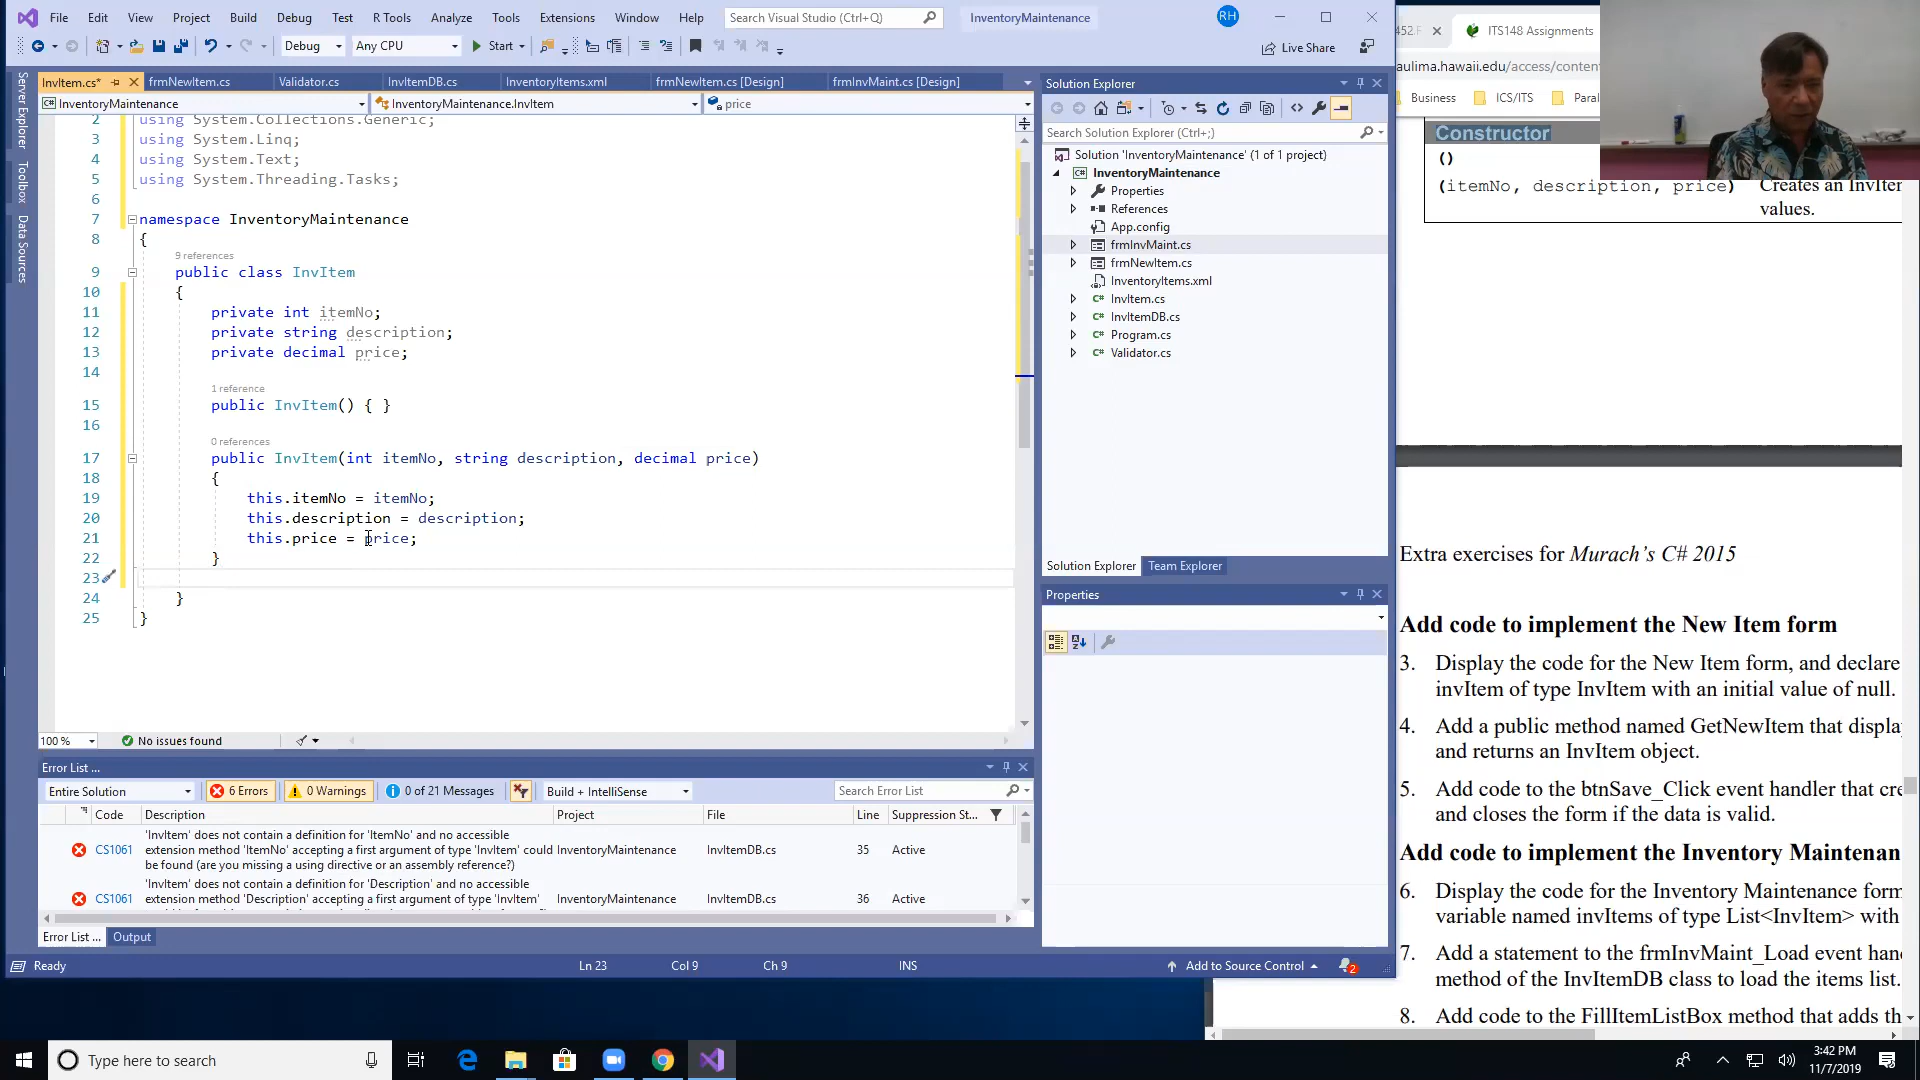 File Edit View Project Build Debug Test R Tools Analyze Tools Extensions Window Help Search Visual Studio (Ctrl+Q) InventoryMaintenance RH
Debug Any CPU Start Live Share
InvItem.cs* frmNewItem.cs Validator.cs InvItemDB.cs InventoryItems.xml frmNewItem.cs [Design] frmInvMaint.cs [Design]
InventoryMaintenance InventoryMaintenance.InvItem price
Server Explorer
Toolbox
Data Sources
2 using System.Collections.Generic;
3 using System.Linq;
4 using System.Text;
5 using System.Threading.Tasks;
6
7 namespace InventoryMaintenance
8 {
9 references
9 public class InvItem
10 {
11 private int itemNo;
12 private string description;
13 private decimal price;
14
1 reference
15 public InvItem() { }
16
0 references
17 public InvItem(int itemNo, string description, decimal price)
18 {
19 this.itemNo = itemNo;
20 this.description = description;
21 this.price = price;
22 }
23
24 }
25 }
100 % No issues found
Error List ...
Entire Solution 6 Errors 0 Warnings 0 of 21 Messages Build + IntelliSense Search Error List
Code Description Project File Line Suppression St...
'InvItem' does not contain a definition for 'ItemNo' and no accessible
CS1061 extension method 'ItemNo' accepting a first argument of type 'InvItem' could InventoryMaintenance InvItemDB.cs 35 Active
be found (are you missing a using directive or an assembly reference?)
'InvItem' does not contain a definition for 'Description' and no accessible
CS1061 extension method 'Description' accepting a first argument of type 'InvItem' InventoryMaintenance InvItemDB.cs 36 Active
Error List ... Output
Ready Ln 23 Col 9 Ch 9 INS Add to Source Control 2
Solution Explorer
Search Solution Explorer (Ctrl+;)
Solution 'InventoryMaintenance' (1 of 1 project)
InventoryMaintenance
Properties
References
App.config
frmInvMaint.cs
frmNewItem.cs
InventoryItems.xml
InvItem.cs
InvItemDB.cs
Program.cs
Validator.cs
Solution Explorer Team Explorer
Properties
452.F ITS148 Assignments
aulima.hawaii.edu/access/conten
Business ICS/ITS Paral
Constructor
()
(itemNo, description, price) Creates an InvIter
values.
Extra exercises for Murach's C# 2015
Add code to implement the New Item form
3. Display the code for the New Item form, and declare
invItem of type InvItem with an initial value of null.
4. Add a public method named GetNewItem that display
and returns an InvItem object.
5. Add code to the btnSave_Click event handler that cre
and closes the form if the data is valid.
Add code to implement the Inventory Maintenan
6. Display the code for the Inventory Maintenance form
variable named invItems of type List<InvItem> with
7. Add a statement to the frmInvMaint_Load event hand
method of the InvItemDB class to load the items list.
8. Add code to the FillItemListBox method that adds th
Type here to search
3:42 PM
11/7/2019